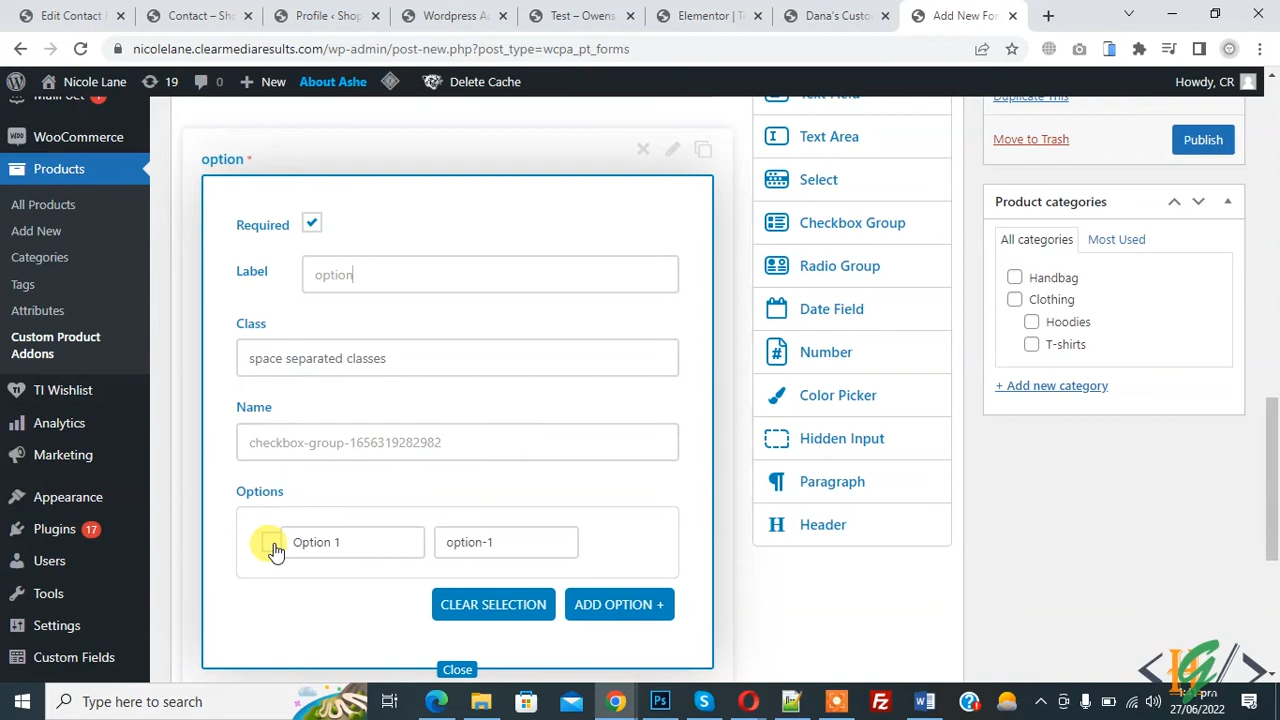 Edit Contact F
Contact – Sho
Profile ‹ Shop
Wordpress A
Test – Owens
Elementor | T
Dana's Custo
Add New For
nicolelane.clearmediaresults.com/wp-admin/post-new.php?post_type=wcpa_pt_forms
Nicole Lane
19
New
About Ashe
Delete Cache
Howdy, CR
WooCommerce
Products
All Products
Add New
Categories
Tags
Attributes
Custom Product
Addons
TI Wishlist
Analytics
Marketing
Appearance
Plugins 17
Users
Tools
Settings
Custom Fields
option *
Required
Label
option
Class
space separated classes
Name
checkbox-group-1656319282982
Options
Option 1
option-1
CLEAR SELECTION
ADD OPTION +
Close
Text Field
Text Area
Select
Checkbox Group
Radio Group
Date Field
Number
Color Picker
Hidden Input
Paragraph
Header
Duplicate This
Move to Trash
Publish
Product categories
All categories
Most Used
Handbag
Clothing
Hoodies
T-shirts
+ Add new category
Type here to search
27/06/2022